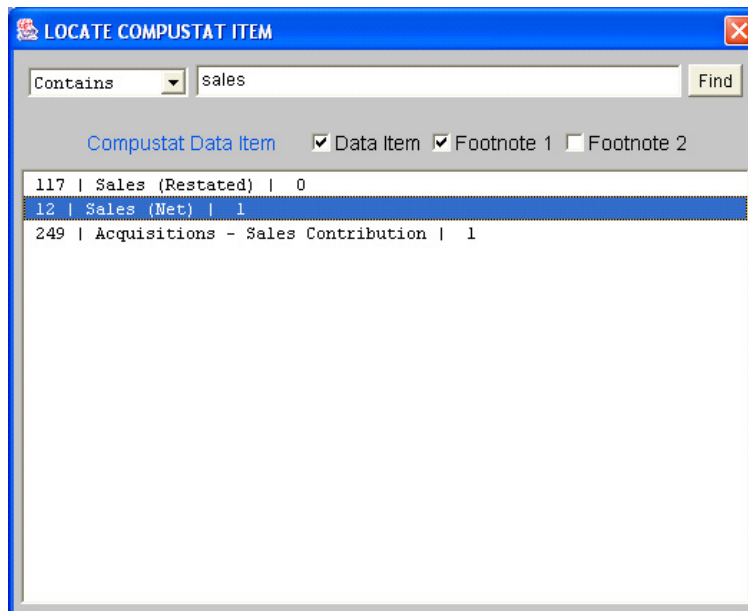 LOCATE COMPUSTAT ITEM
Contains sales Find
Compustat Data Item Data Item Footnote 1 Footnote 2
117 | Sales (Restated) | 0
12 | Sales (Net) | 1
249 | Acquisitions - Sales Contribution | 1